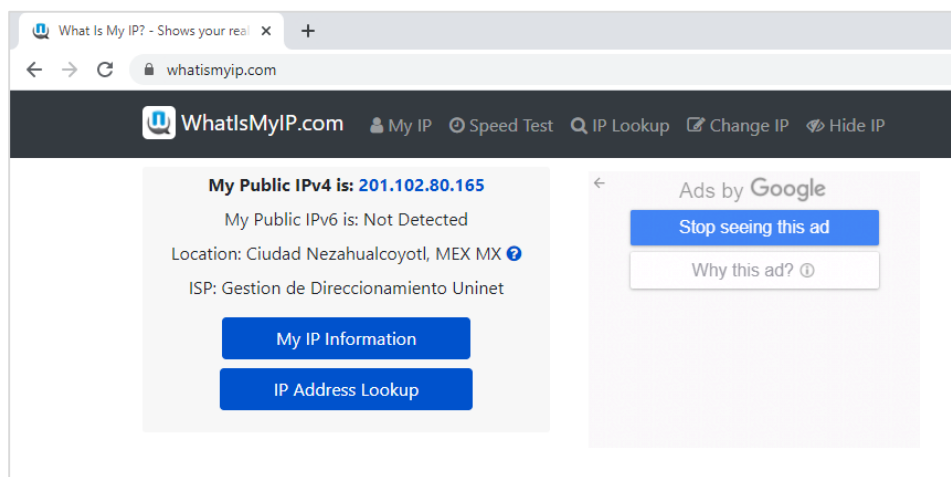 What Is My IP? - Shows your real
whatismyip.com
WhatIsMyIP.com My IP Speed Test IP Lookup Change IP Hide IP
My Public IPv4 is: 201.102.80.165
My Public IPv6 is: Not Detected
Location: Ciudad Nezahualcoyotl, MEX MX
ISP: Gestion de Direccionamiento Uninet
My IP Information
IP Address Lookup
Ads by Google
Stop seeing this ad
Why this ad?